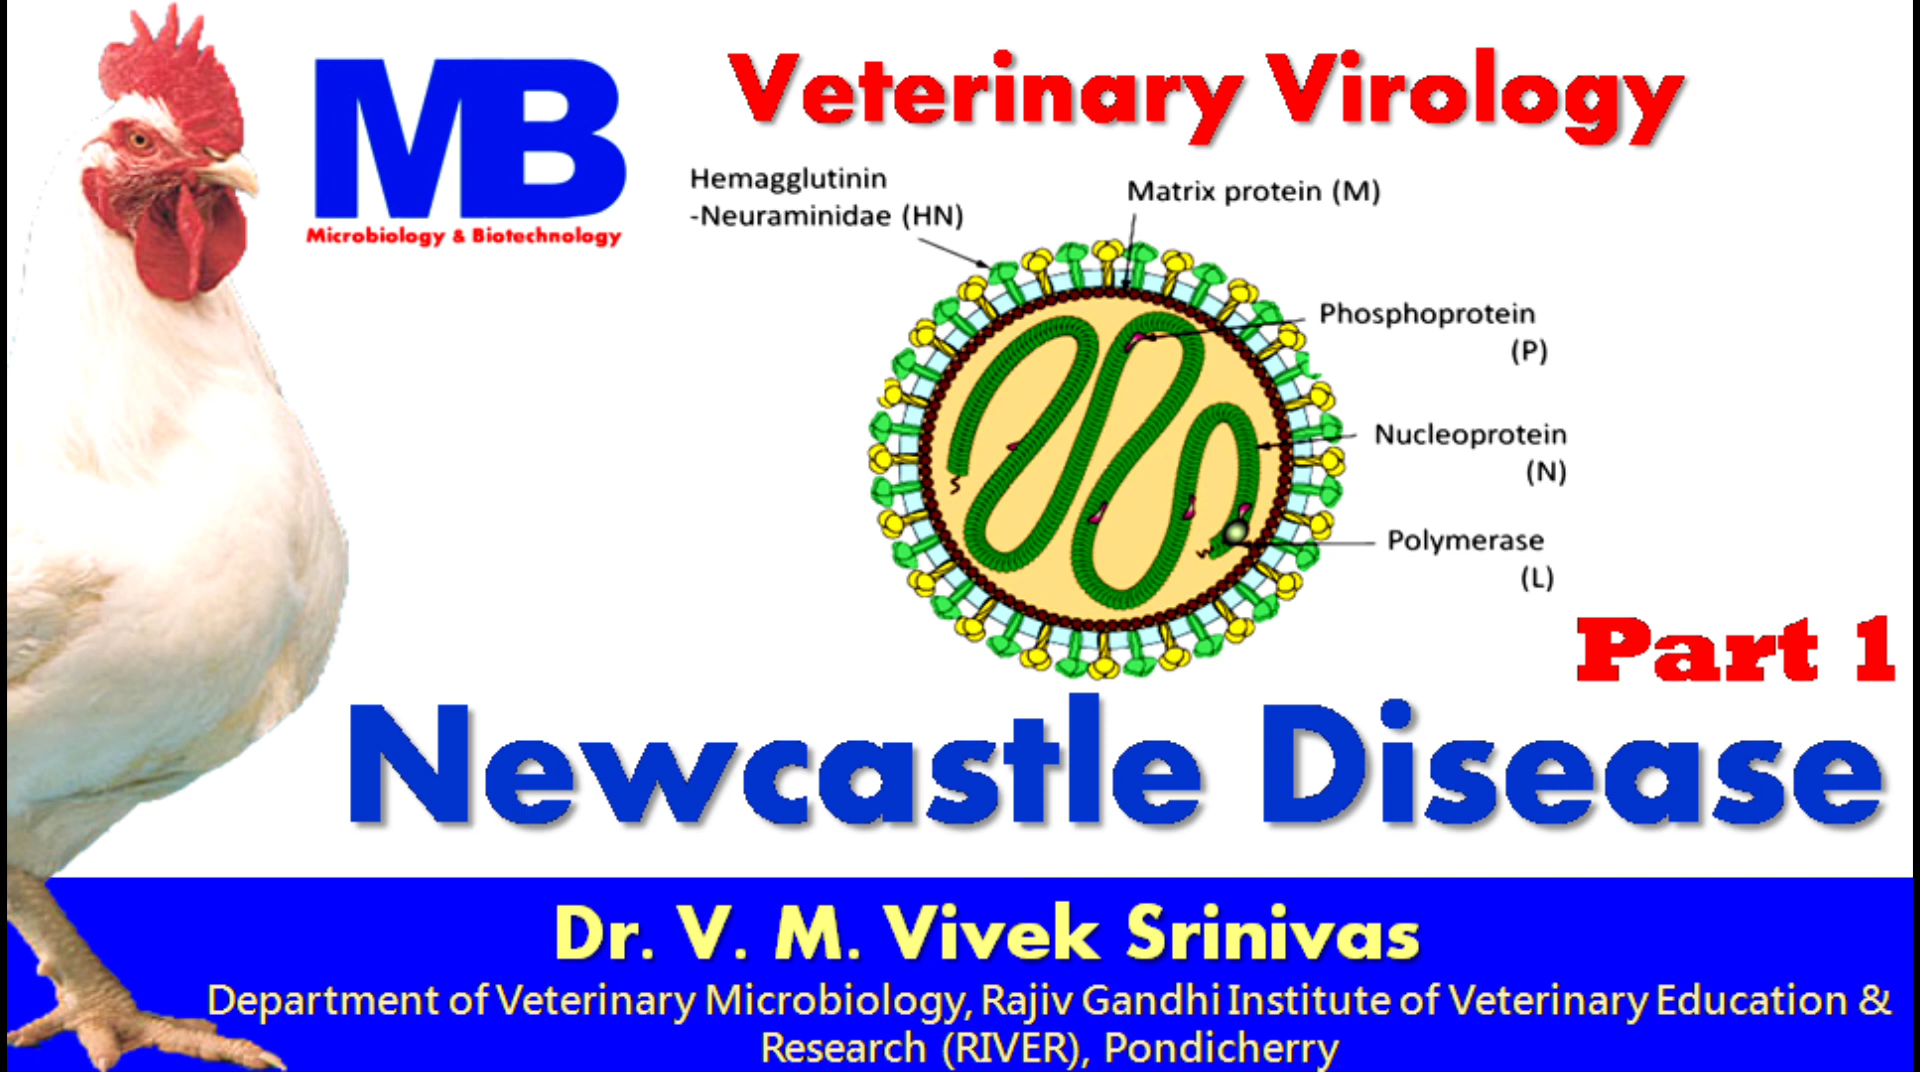 MB
Microbiology & Biotechnology
Veterinary Virology
Hemagglutinin
-Neuraminidae (HN)
Matrix protein (M)
Phosphoprotein
(P)
Nucleoprotein
(N)
Polymerase
(L)
Part 1
Newcastle Disease
Dr. V. M. Vivek Srinivas
Department of Veterinary Microbiology, Rajiv Gandhi Institute of Veterinary Education &
Research (RIVER), Pondicherry